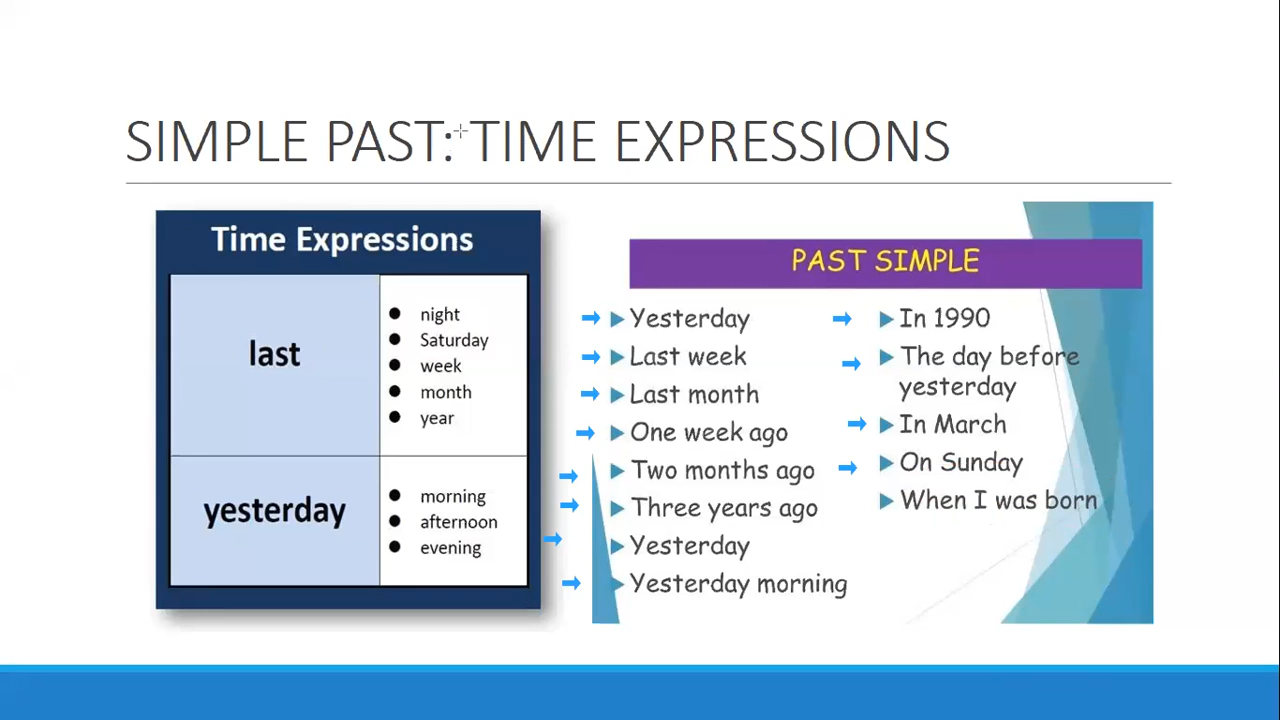 SIMPLE PAST: TIME EXPRESSIONS
Time Expressions
last
night
Saturday
week
month
year
yesterday
morning
afternoon
evening
PAST SIMPLE
Yesterday
Last week
Last month
One week ago
Two months ago
Three years ago
Yesterday
Yesterday morning
In 1990
The day before
yesterday
In March
On Sunday
When I was born